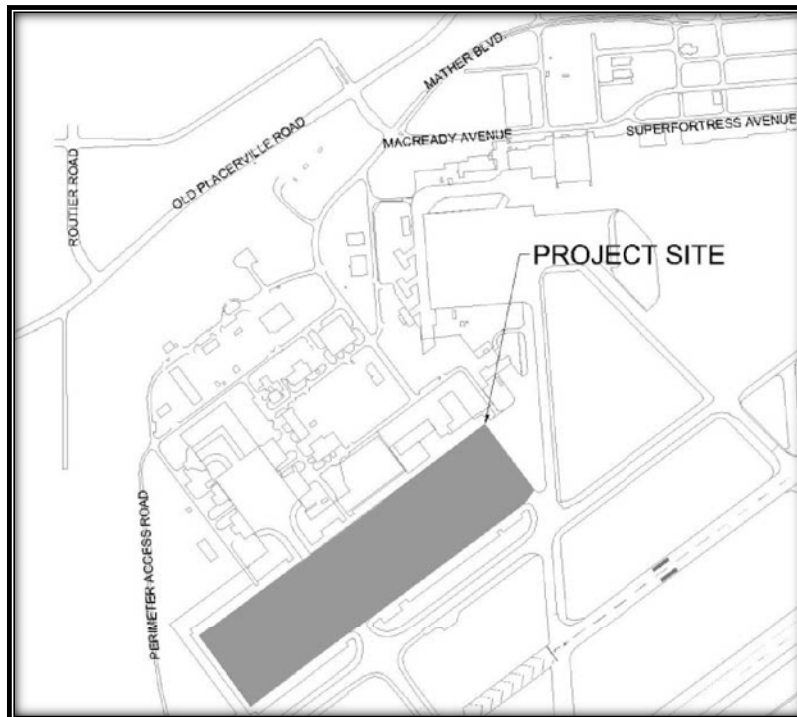 MATHER BLVD.
MACREADY AVENUE
SUPERFORTRESS AVENUE
OLD PLACERVILLE ROAD
ROUTIER ROAD
PROJECT SITE
PERIMETER ACCESS ROAD